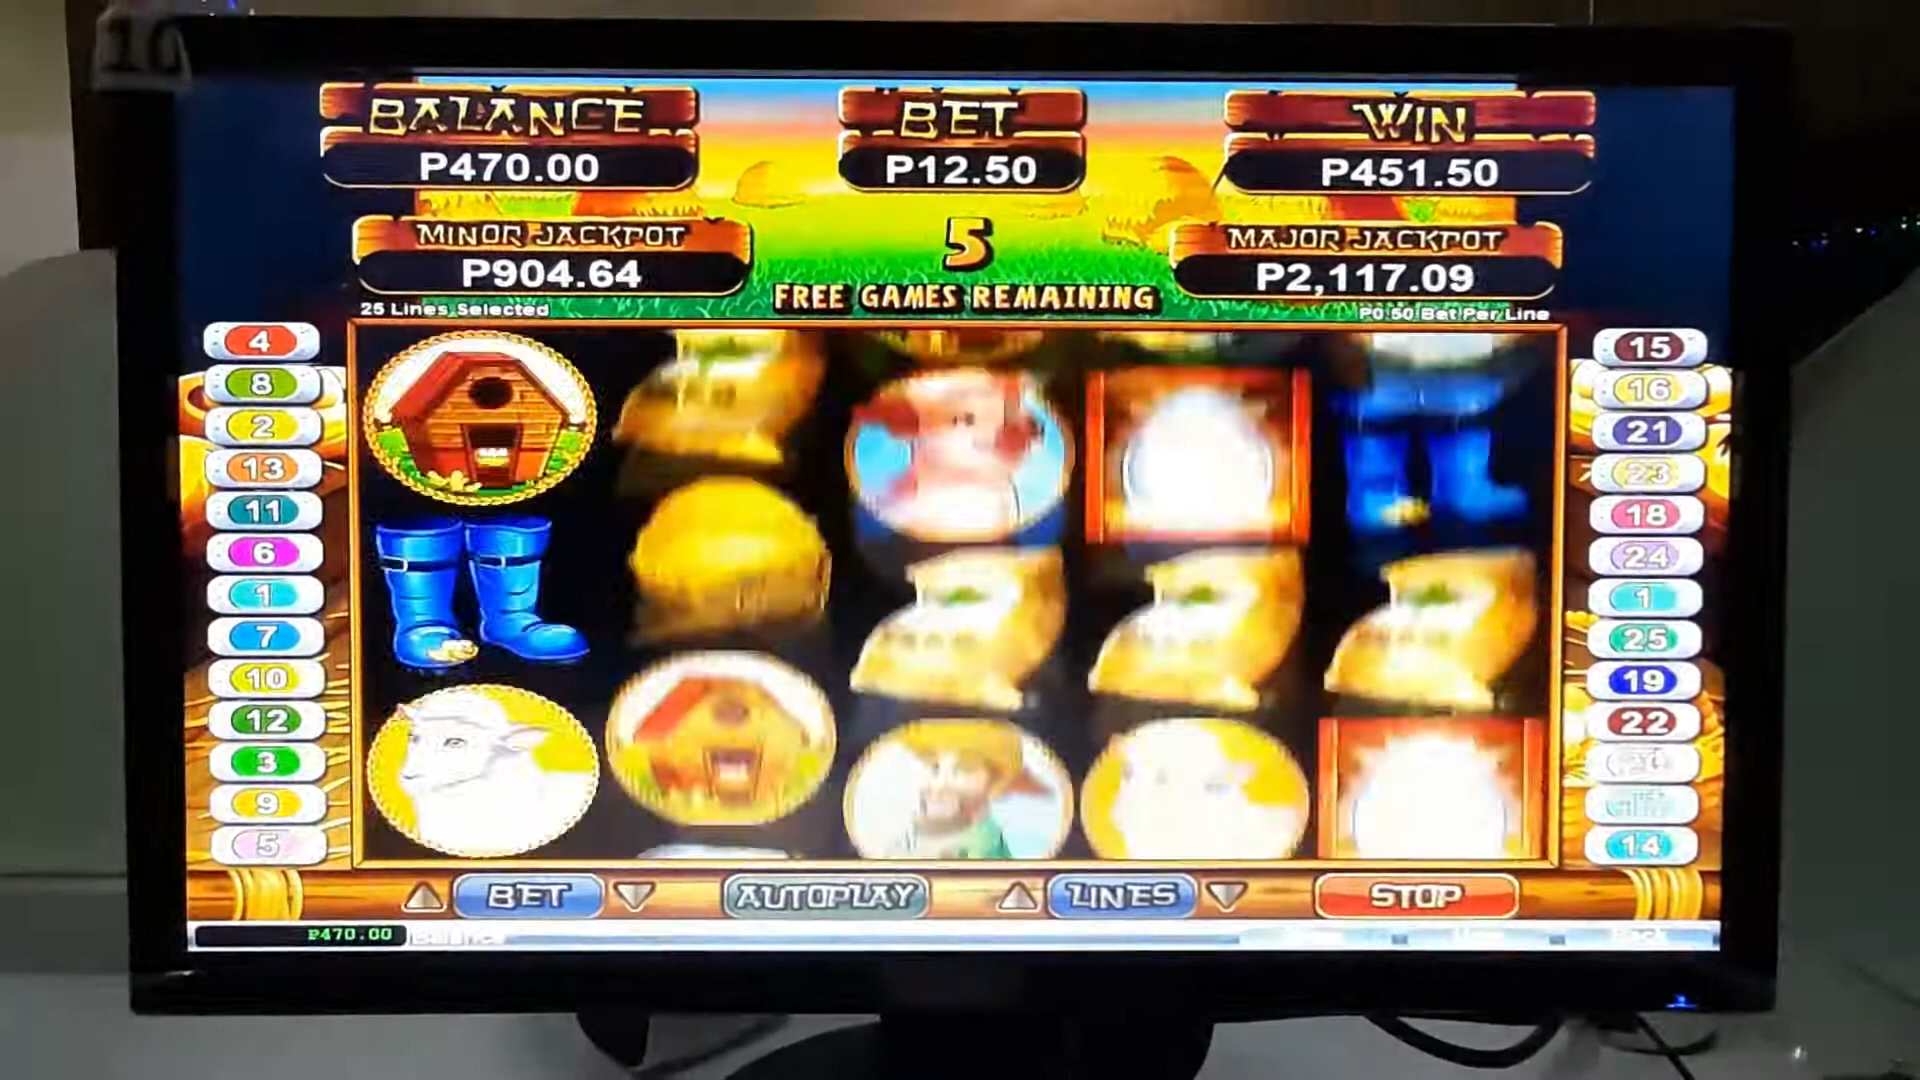 10
BALANCE
BET
WIN
P470.00
P12.50
P451.50
MINOR JACKPOT
5
MAJOR JACKPOT
P904.64
P2,117.09
FREE GAMES REMAINING
25 Lines Selected
P0.50 Bet Per Line
4
8
2
13
11
6
1
7
10
12
3
9
5
15
16
21
23
18
24
1
25
19
22
14
BET
AUTOPLAY
LINES
STOP
P470.00
Balance